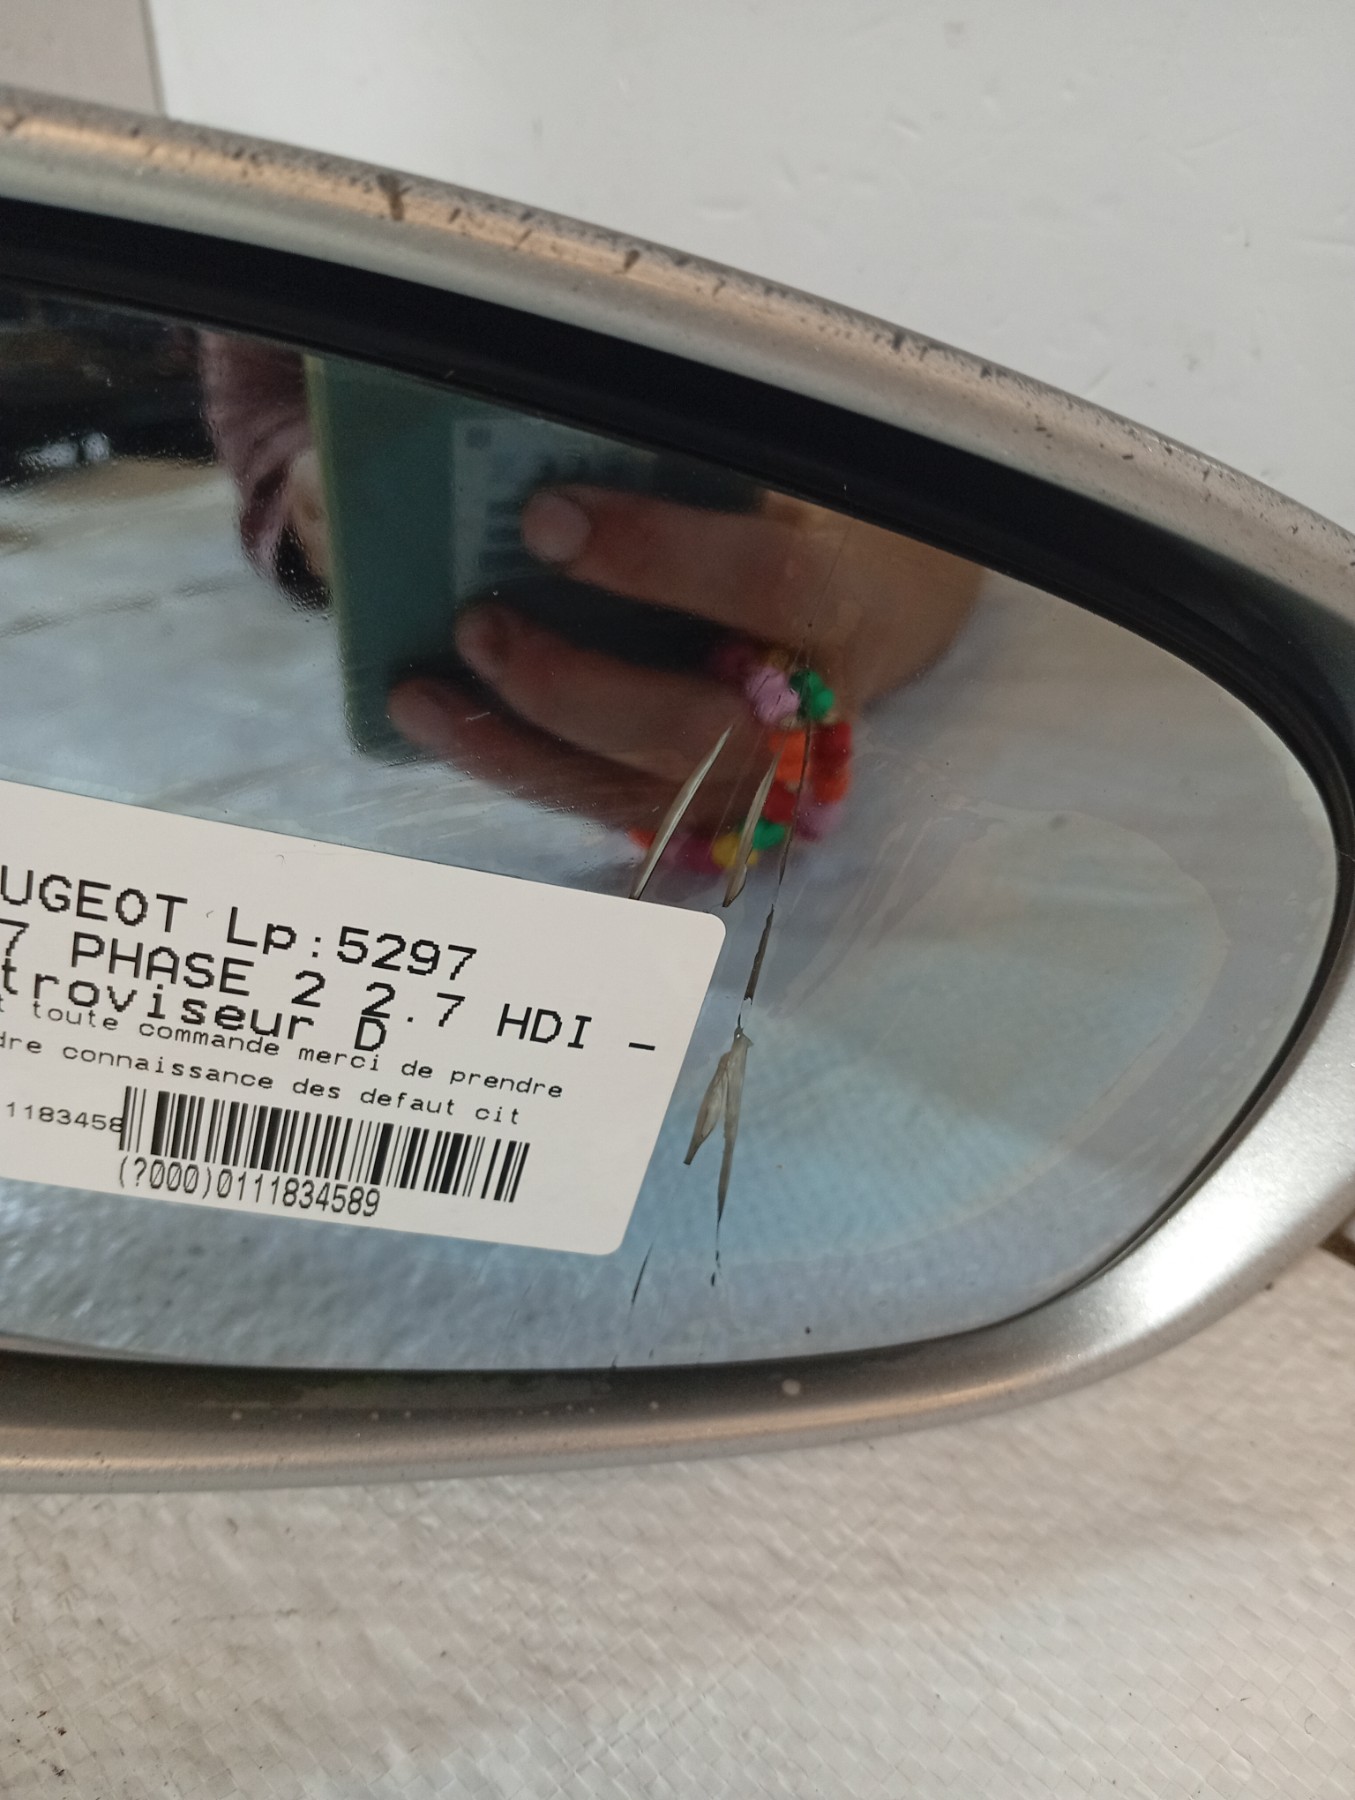 UGEOT Lp:5297
7 PHASE 2 2.7 HDI -
troviseur D
t toute commande merci de prendre
dre connaissance des defaut cit
1183458
(?000)0111834589